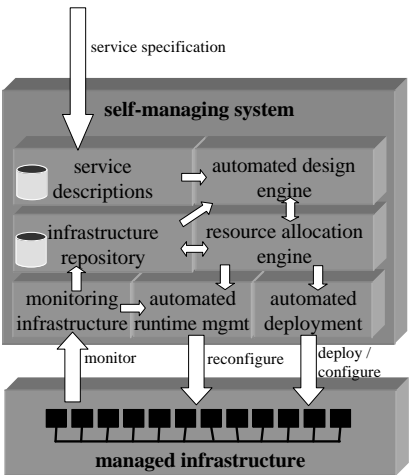 service specification
self-managing system
service
descriptions
automated design
engine
infrastructure
repository
resource allocation
engine
monitoring
infrastructure
automated
runtime mgmt
automated
deployment
monitor
reconfigure
deploy /
configure
managed infrastructure